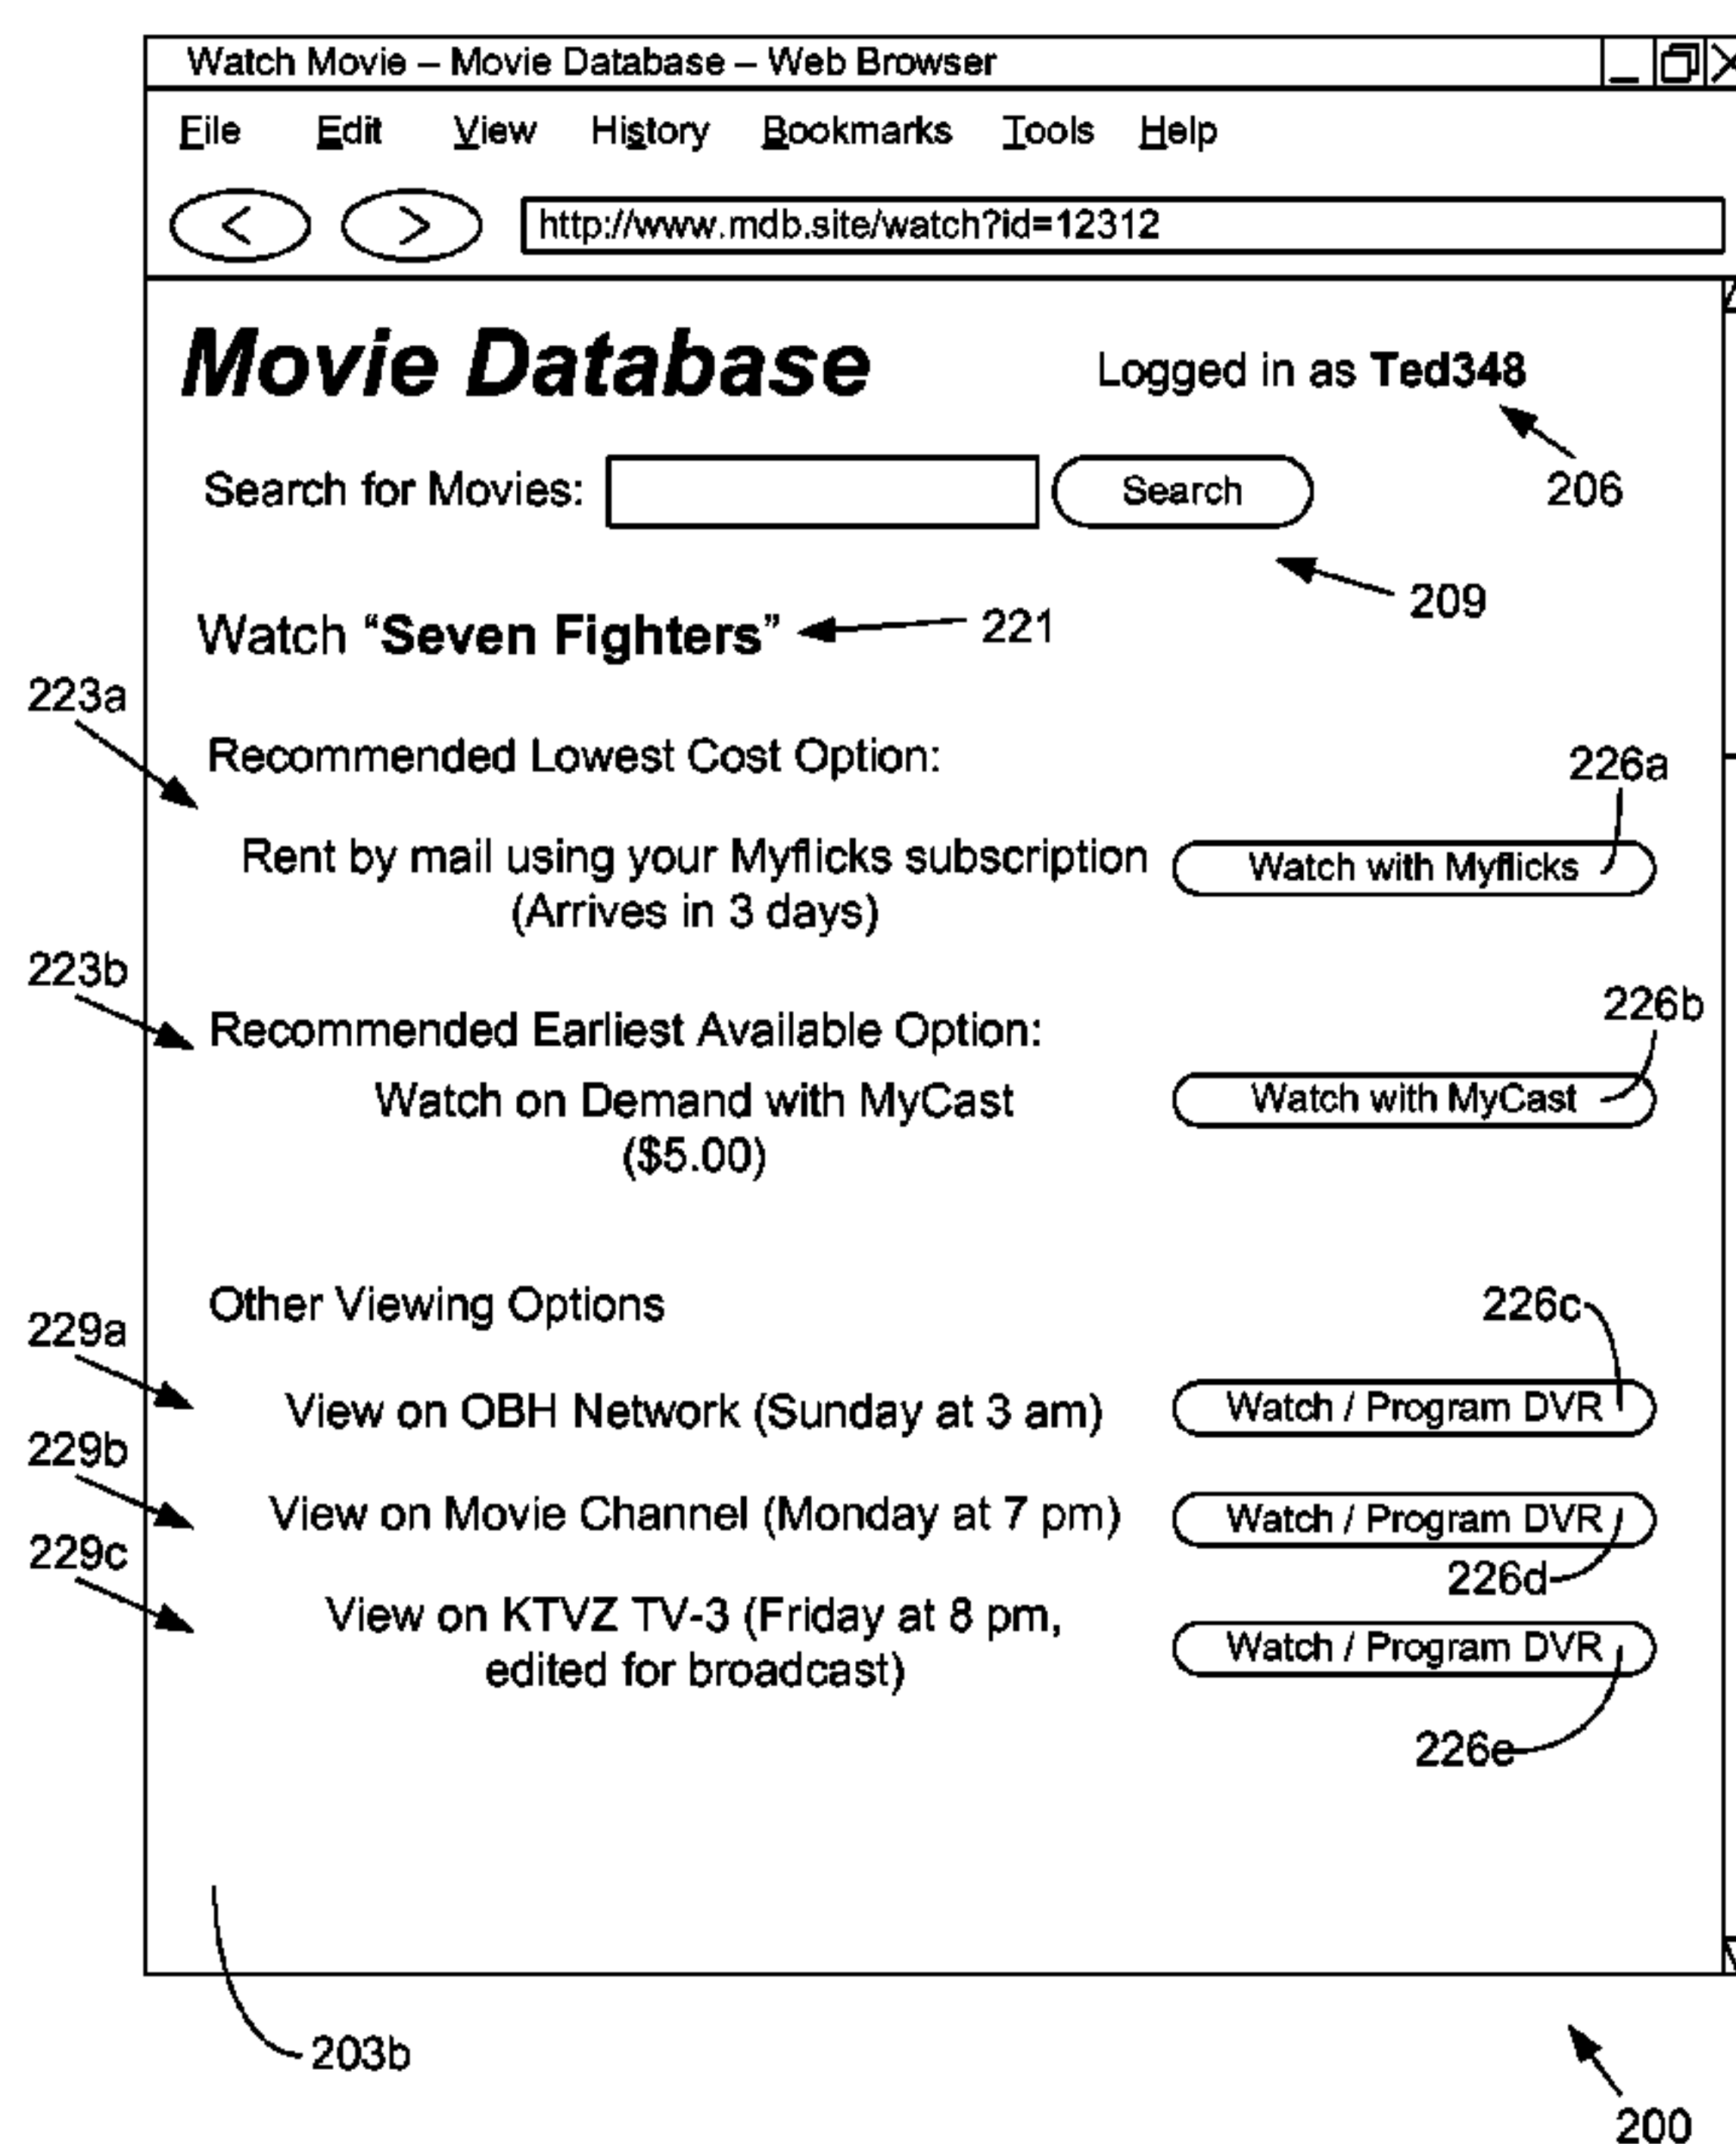 Watch Movie – Movie Database – Web Browser
File Edit View History Bookmarks Tools Help
< > http://www.mdb.site/watch?id=12312
Movie Database Logged in as Ted348
206
Search for Movies: Search
209
Watch “Seven Fighters” 221
223a
Recommended Lowest Cost Option:
226a
Rent by mail using your Myflicks subscription Watch with Myflicks
(Arrives in 3 days)
223b
226b
Recommended Earliest Available Option:
Watch on Demand with MyCast Watch with MyCast
($5.00)
Other Viewing Options 226c
229a
View on OBH Network (Sunday at 3 am) Watch / Program DVR
229b
View on Movie Channel (Monday at 7 pm) Watch / Program DVR
229c
226d
View on KTVZ TV-3 (Friday at 8 pm, Watch / Program DVR
edited for broadcast)
226e
203b
200